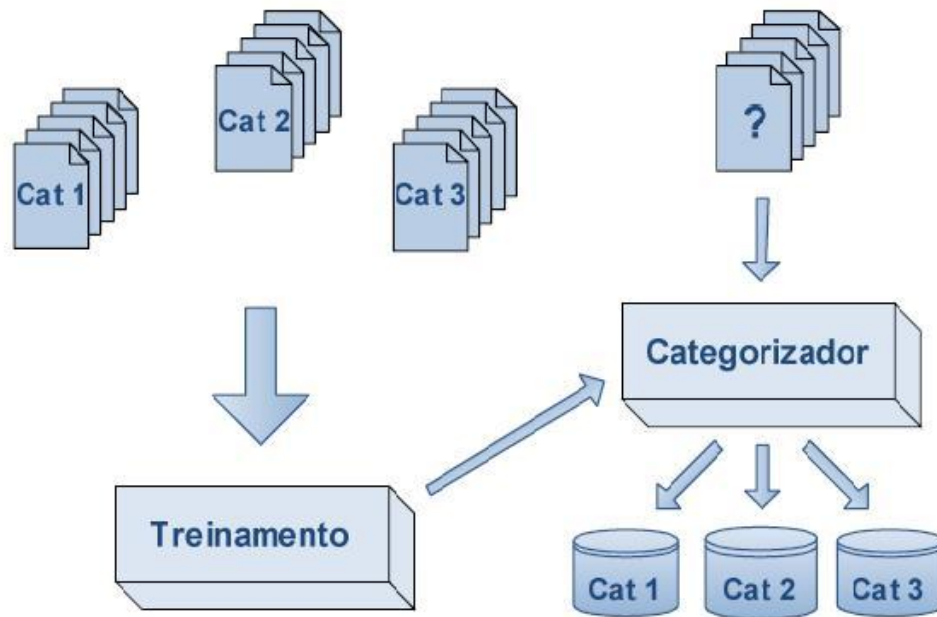 Cat 1
Cat 2
Cat 3
?
Treinamento
Categorizador
Cat 1
Cat 2
Cat 3